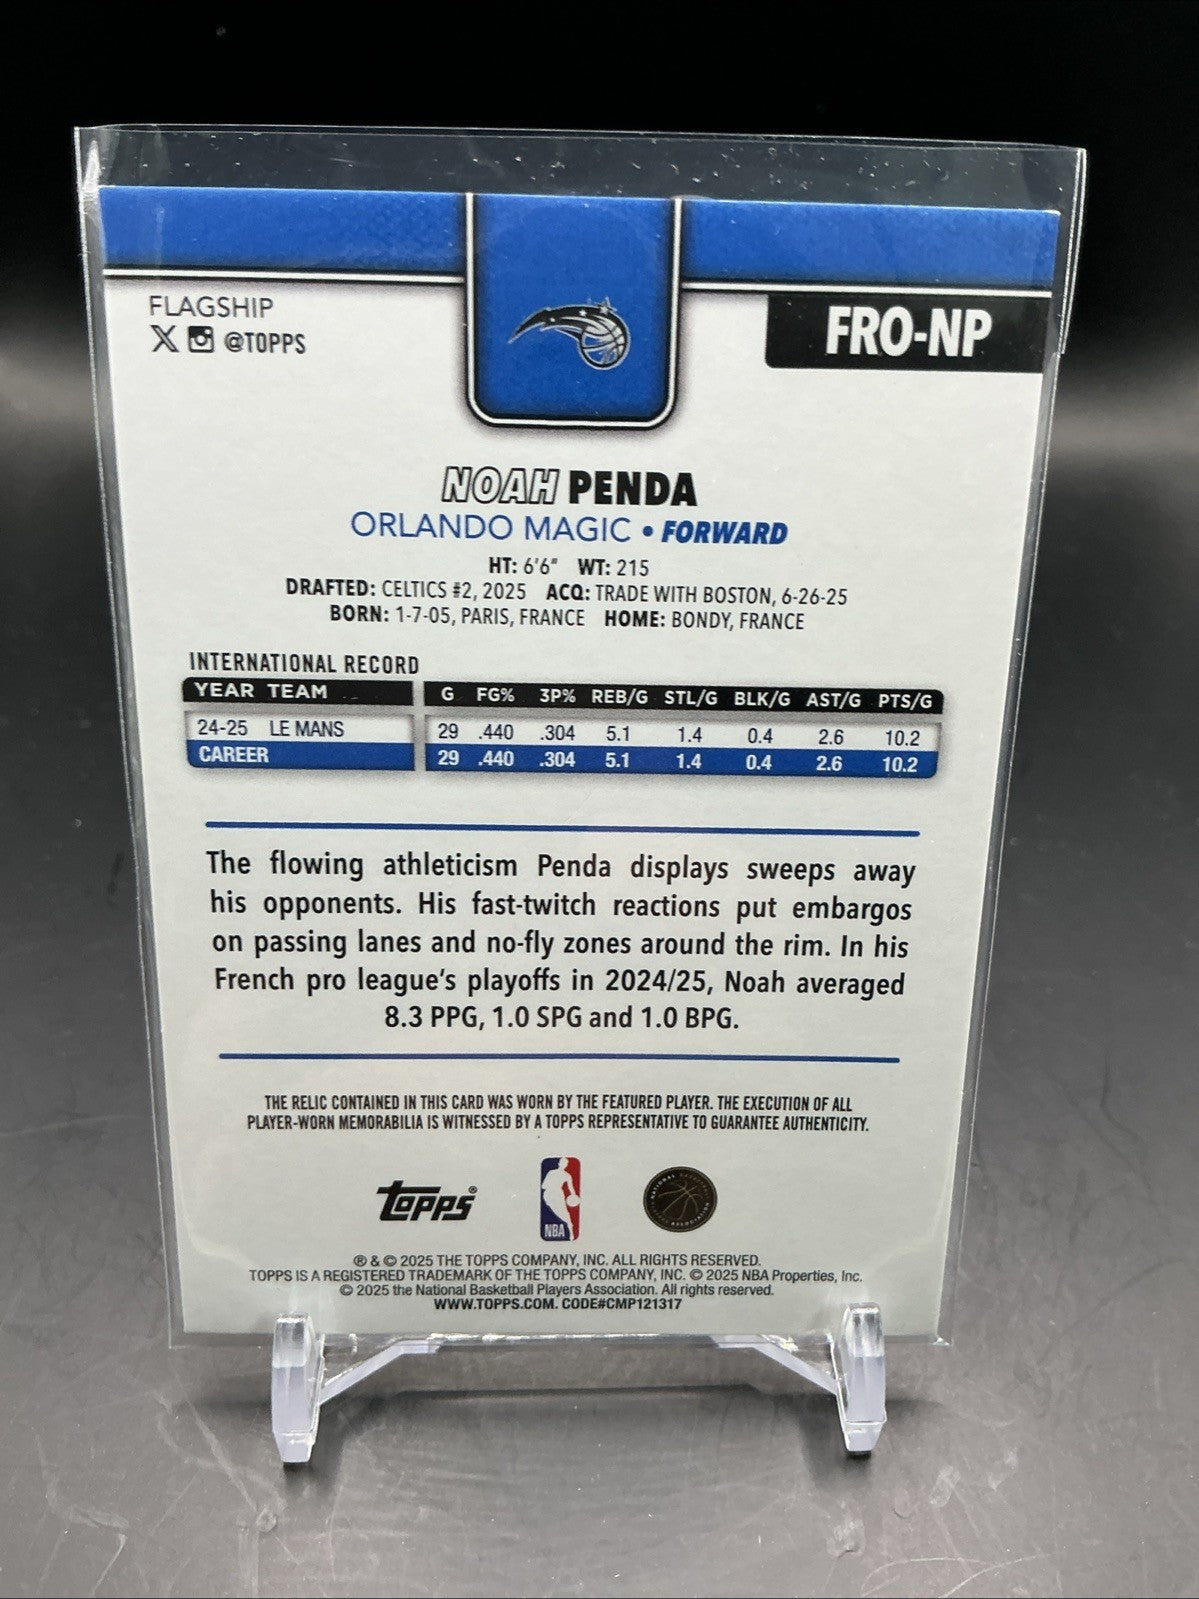 FLAGSHIP
X @TOPPS
FRO-NP
NOAH PENDA
ORLANDO MAGIC • FORWARD
HT: 6'6" WT: 215
DRAFTED: CELTICS #2, 2025 ACQ: TRADE WITH BOSTON, 6-26-25
BORN: 1-7-05, PARIS, FRANCE HOME: BONDY, FRANCE
INTERNATIONAL RECORD
YEAR TEAM G FG% 3P% REB/G STL/G BLK/G AST/G PTS/G
24-25 LE MANS 29 .440 .304 5.1 1.4 0.4 2.6 10.2
CAREER 29 .440 .304 5.1 1.4 0.4 2.6 10.2
The flowing athleticism Penda displays sweeps away
his opponents. His fast-twitch reactions put embargos
on passing lanes and no-fly zones around the rim. In his
French pro league's playoffs in 2024/25, Noah averaged
8.3 PPG, 1.0 SPG and 1.0 BPG.
THE RELIC CONTAINED IN THIS CARD WAS WORN BY THE FEATURED PLAYER. THE EXECUTION OF ALL
PLAYER-WORN MEMORABILIA IS WITNESSED BY A TOPPS REPRESENTATIVE TO GUARANTEE AUTHENTICITY.
Topps®
NBA
® & © 2025 THE TOPPS COMPANY, INC. ALL RIGHTS RESERVED.
TOPPS IS A REGISTERED TRADEMARK OF THE TOPPS COMPANY, INC. © 2025 NBA Properties, Inc.
© 2025 the National Basketball Players Association. All rights reserved.
WWW.TOPPS.COM. CODE#CMP121317